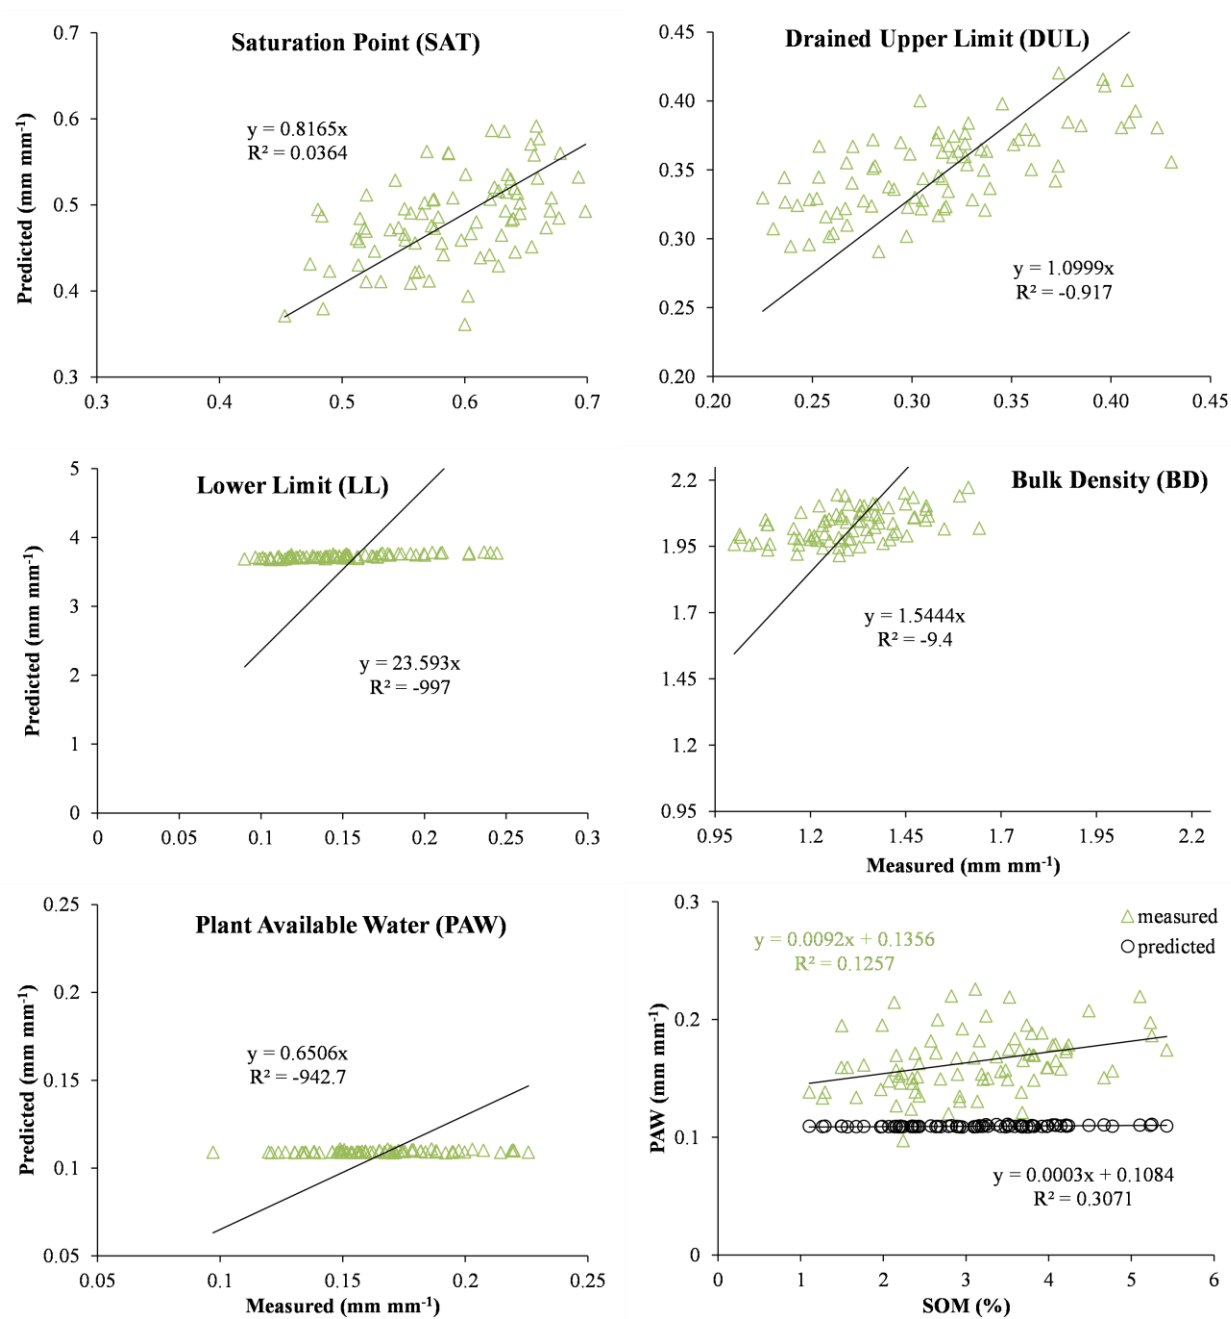 Saturation Point (SAT)
y = 0.8165x
R² = 0.0364
Predicted (mm mm⁻¹)
0.7
0.6
0.5
0.4
0.3
0.3 0.4 0.5 0.6 0.7
Drained Upper Limit (DUL)
0.45
0.40
0.35
0.30
0.25
0.20
y = 1.0999x
R² = -0.917
0.20 0.25 0.30 0.35 0.40 0.45
Lower Limit (LL)
Predicted (mm mm⁻¹)
5
4
3
2
1
0
y = 23.593x
R² = -997
0 0.05 0.1 0.15 0.2 0.25 0.3
Bulk Density (BD)
2.2
1.95
1.7
1.45
1.2
0.95
y = 1.5444x
R² = -9.4
0.95 1.2 1.45 1.7 1.95 2.2
Measured (mm mm⁻¹)
Plant Available Water (PAW)
Predicted (mm mm⁻¹)
0.25
0.2
0.15
0.1
0.05
y = 0.6506x
R² = -942.7
0.05 0.1 0.15 0.2 0.25
Measured (mm mm⁻¹)
PAW (mm mm⁻¹)
0.3
0.2
0.1
0
measured
predicted
y = 0.0092x + 0.1356
R² = 0.1257
y = 0.0003x + 0.1084
R² = 0.3071
0 1 2 3 4 5 6
SOM (%)